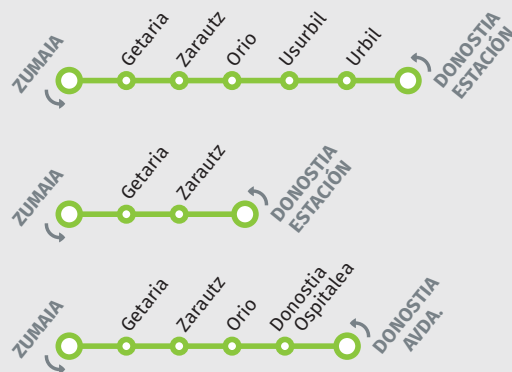 ZUMAIA
Getaria
Zarautz
Orio
Usurbil
Urbil
DONOSTIA
ESTACIÓN
ZUMAIA
Getaria
Zarautz
DONOSTIA
ESTACIÓN
ZUMAIA
Getaria
Zarautz
Orio
Donostia
Ospitalea
DONOSTIA
AVDA.